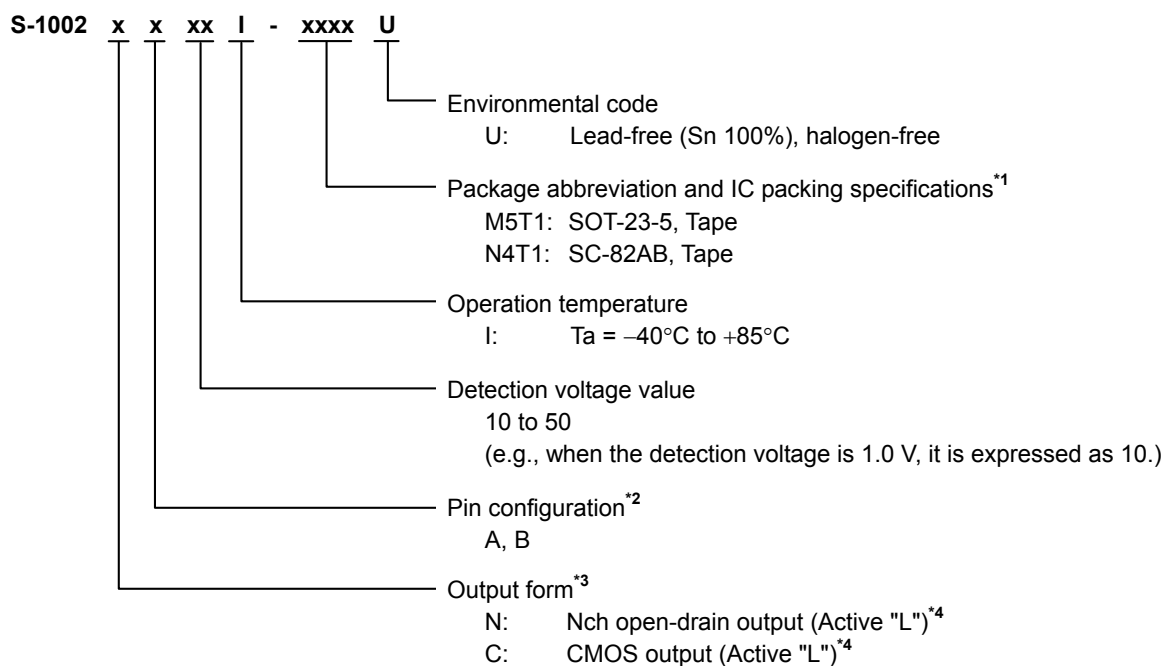 S-1002 x x xx I - xxxx U
Environmental code
U: Lead-free (Sn 100%), halogen-free
Package abbreviation and IC packing specifications*1
M5T1: SOT-23-5, Tape
N4T1: SC-82AB, Tape
Operation temperature
I: Ta = −40°C to +85°C
Detection voltage value
10 to 50
(e.g., when the detection voltage is 1.0 V, it is expressed as 10.)
Pin configuration*2
A, B
Output form*3
N: Nch open-drain output (Active "L")*4
C: CMOS output (Active "L")*4